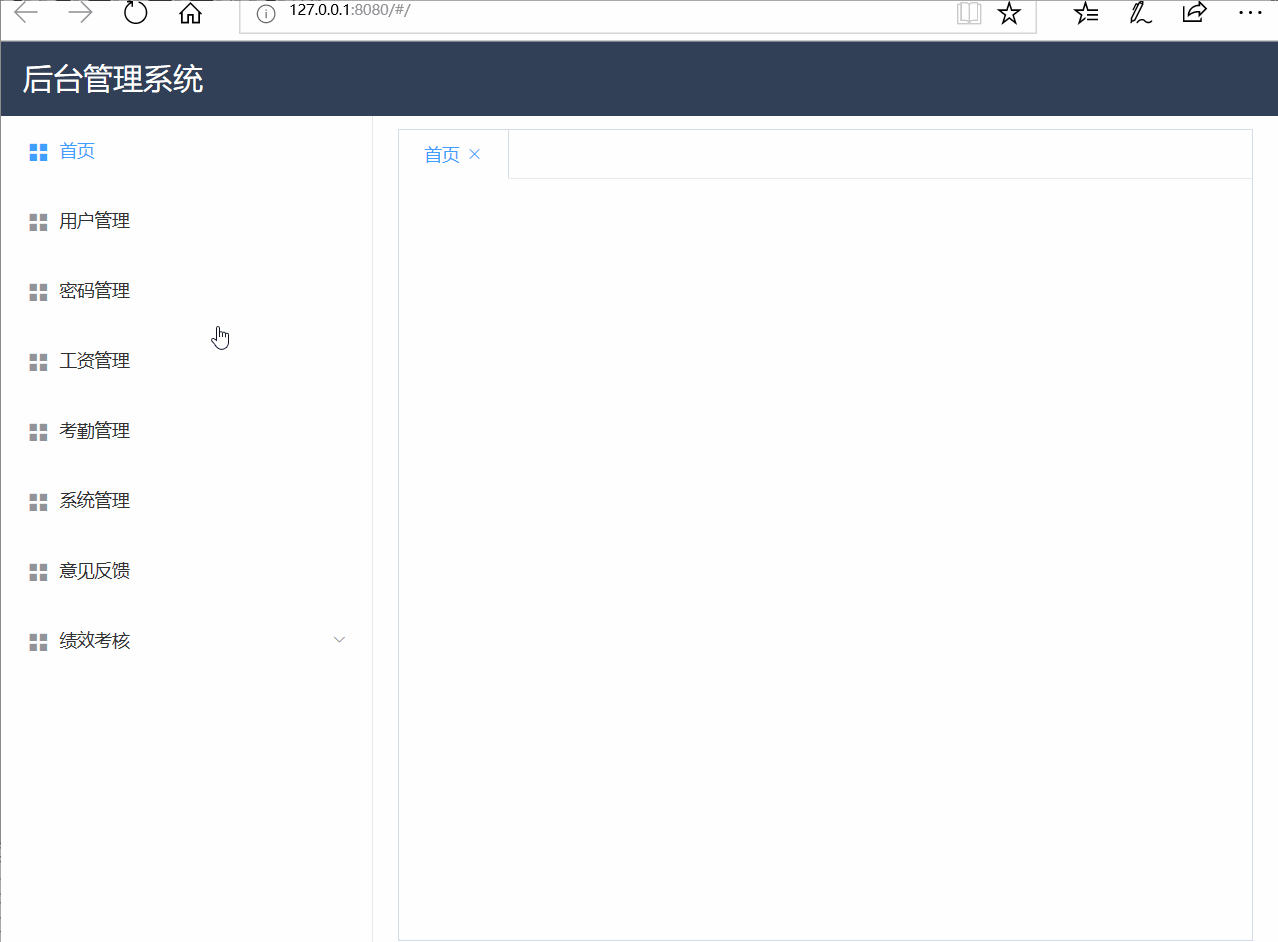 127.0.0.1:8080/#/
后台管理系统
首页
用户管理
密码管理
工资管理
考勤管理
系统管理
意见反馈
绩效考核
首页